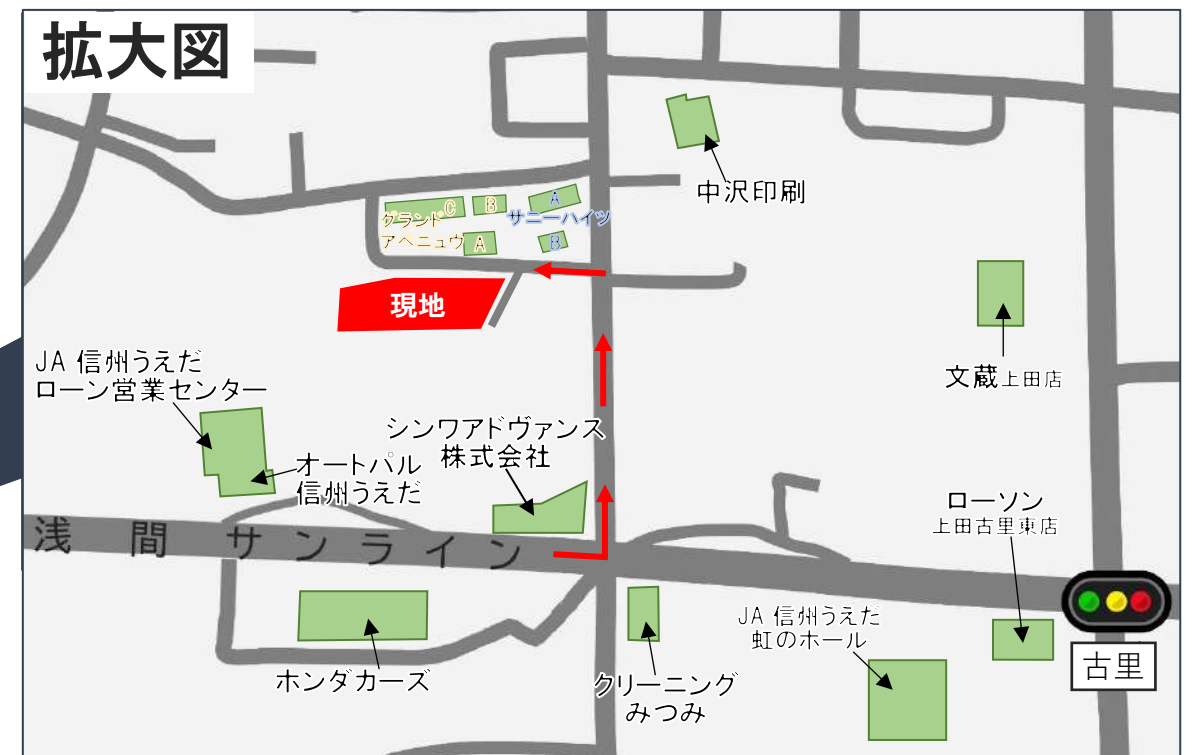 拡大図
中沢印刷
C
B
A
グランド
サニーハイツ
アベニュウ
A
B
現地
文蔵上田店
JA 信州うえだ
ローン営業センター
シンワアドヴァンス
株式会社
オートパル
信州うえだ
ローソン
上田古里東店
浅間サンライン
JA 信州うえだ
虹のホール
古里
ホンダカーズ
クリーニング
みつみ